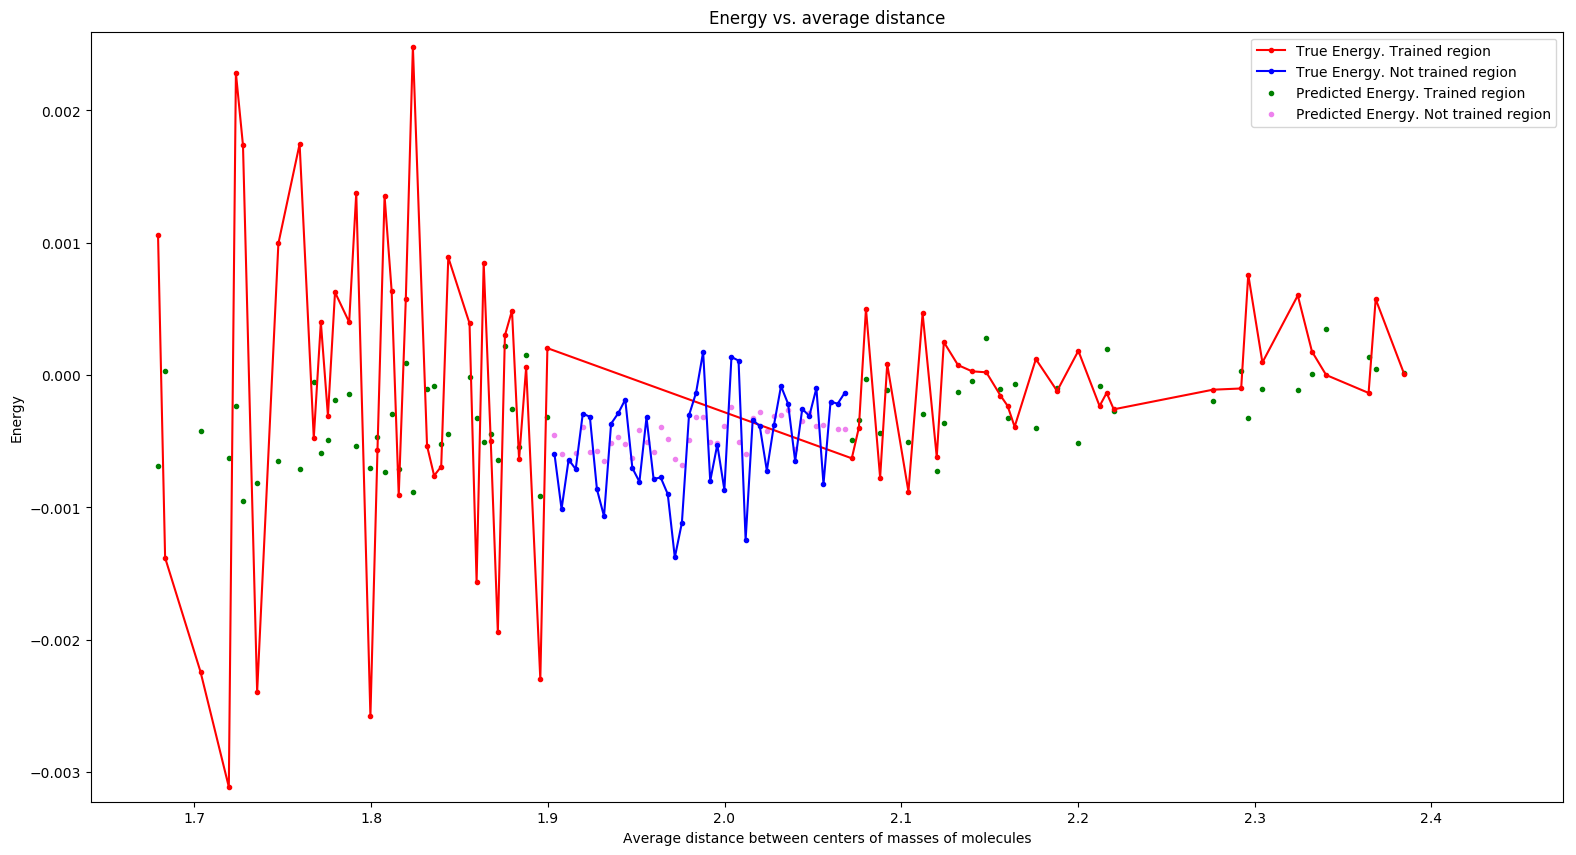 Energy vs. average distance
True Energy. Trained region
True Energy. Not trained region
Predicted Energy. Trained region
Predicted Energy. Not trained region
Energy
0.002
0.001
0.000
−0.001
−0.002
−0.003
1.7 1.8 1.9 2.0 2.1 2.2 2.3 2.4
Average distance between centers of masses of molecules